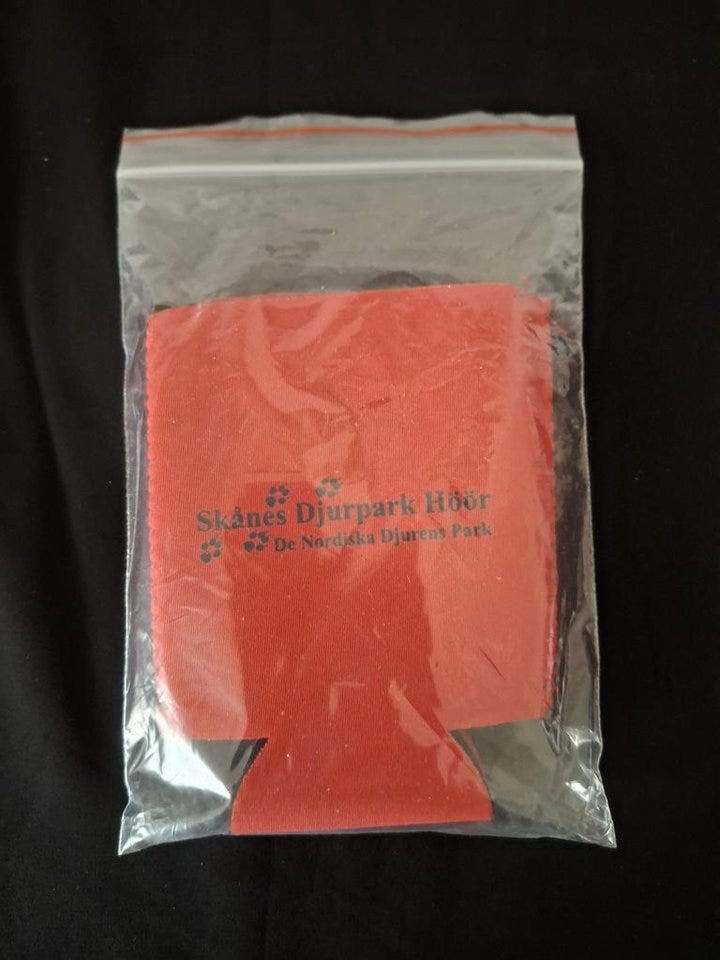 Skånes Djurpark Höör
De Nordiska Djurens Park